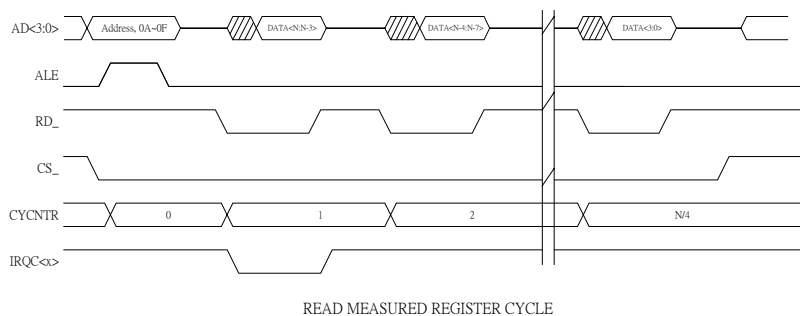 AD<3:0> Address, 0A~0F DATA<N:N-3> DATA<N-4:N-7> DATA<3:0>
ALE
RD_
CS_
CYCNTR 0 1 2 N/4
IRQC<x>
READ MEASURED REGISTER CYCLE